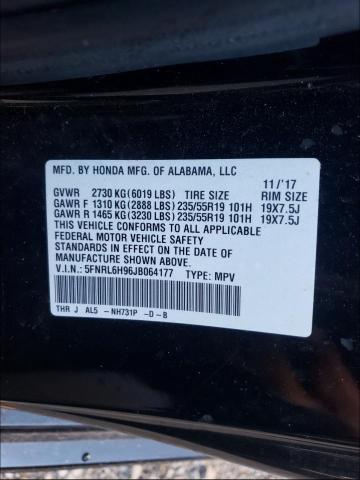 MFD. BY HONDA MFG. OF ALABAMA, LLC 11/'17
GVWR 2730 KG(6019 LBS) TIRE SIZE RIM SIZE
GAWR F 1310 KG(2888 LBS)235/55R19 101H 19X7.5J
GAWR R 1465 KG(3230 LBS)235/55R19 101H 19X7.5J
THIS VEHICLE CONFORMS TO ALL APPLICABLE
FEDERAL MOTOR VEHICLE SAFETY
STANDARDS IN EFFECT ON THE DATE OF
MANUFACTURE SHOWN ABOVE.
V.I.N.: 5FNRL6H96JB064177 TYPE: MPV
THR J AL5 -NH731P -D-B